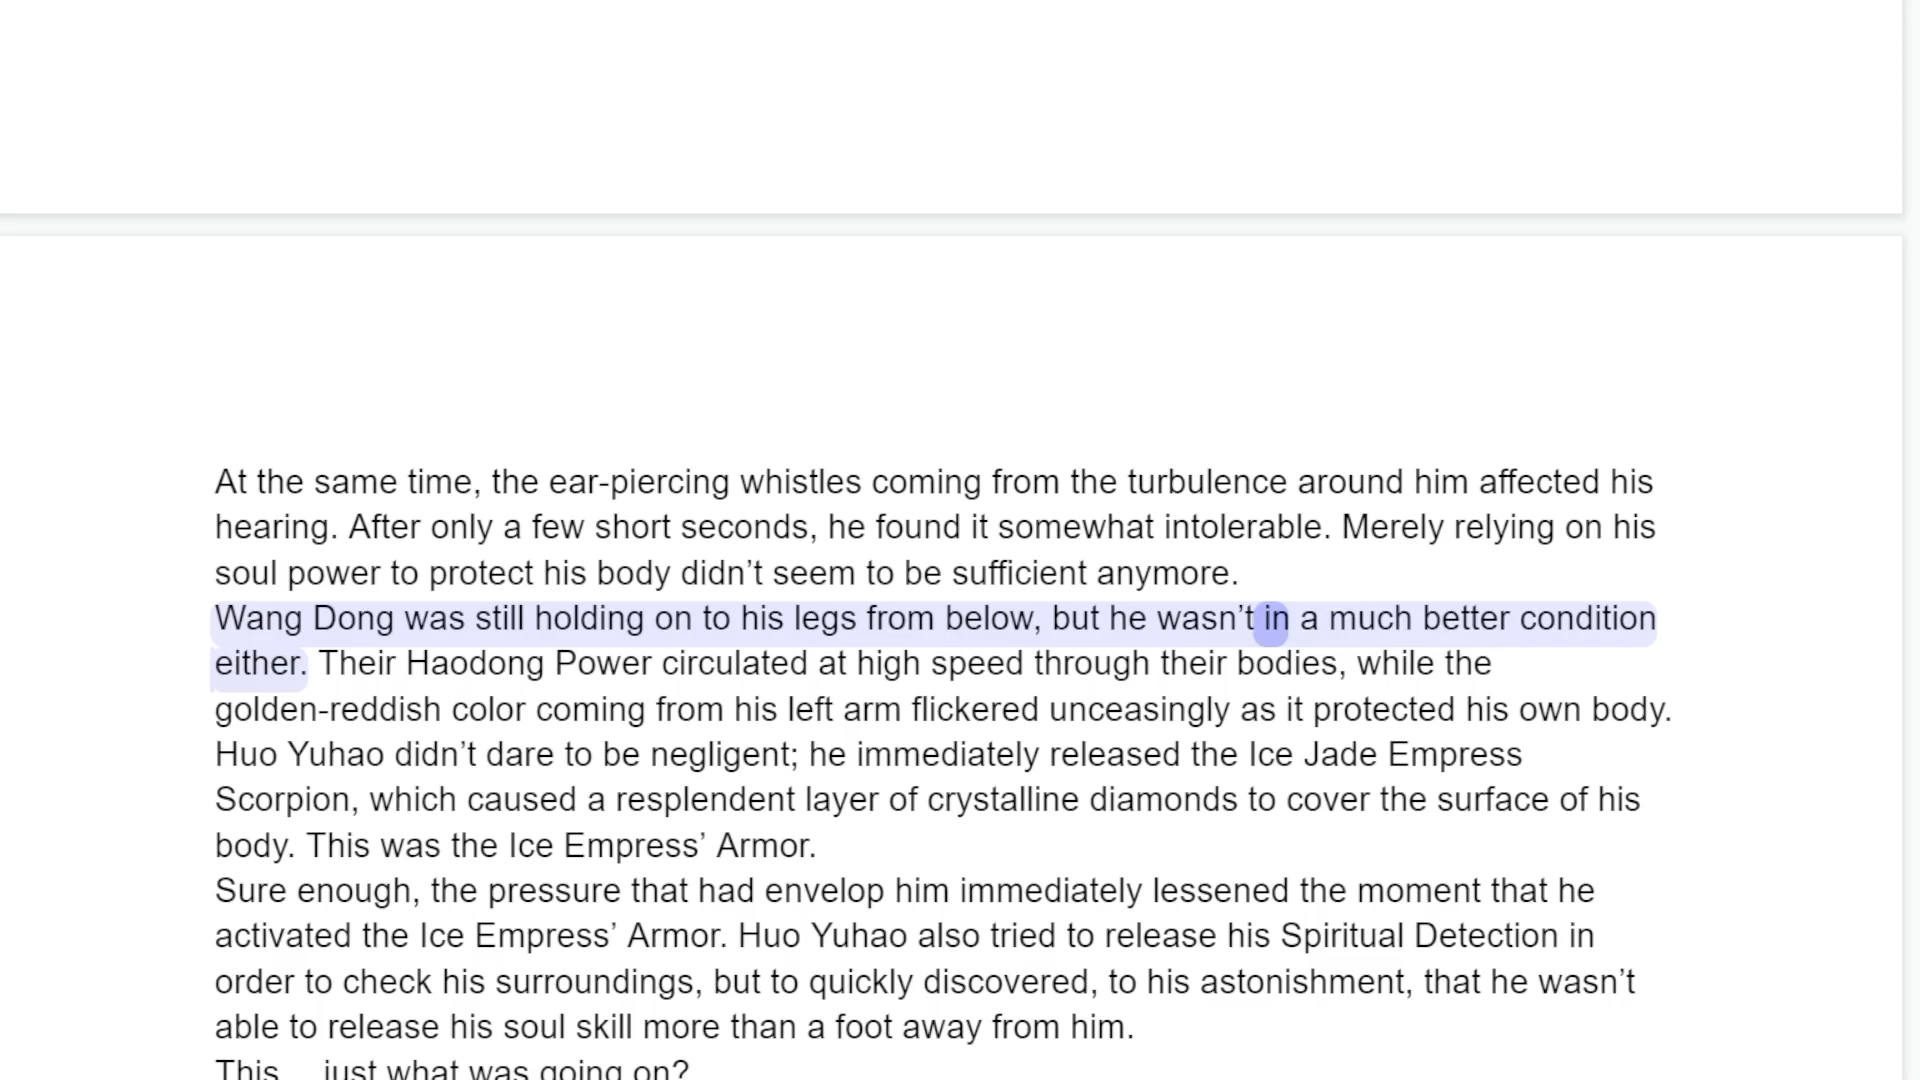 At the same time, the ear-piercing whistles coming from the turbulence around him affected his
hearing. After only a few short seconds, he found it somewhat intolerable. Merely relying on his
soul power to protect his body didn’t seem to be sufficient anymore.
Wang Dong was still holding on to his legs from below, but he wasn’t in a much better condition
either. Their Haodong Power circulated at high speed through their bodies, while the
golden-reddish color coming from his left arm flickered unceasingly as it protected his own body.
Huo Yuhao didn’t dare to be negligent; he immediately released the Ice Jade Empress
Scorpion, which caused a resplendent layer of crystalline diamonds to cover the surface of his
body. This was the Ice Empress’ Armor.
Sure enough, the pressure that had envelop him immediately lessened the moment that he
activated the Ice Empress’ Armor. Huo Yuhao also tried to release his Spiritual Detection in
order to check his surroundings, but to quickly discovered, to his astonishment, that he wasn’t
able to release his soul skill more than a foot away from him.
This... just what was going on?